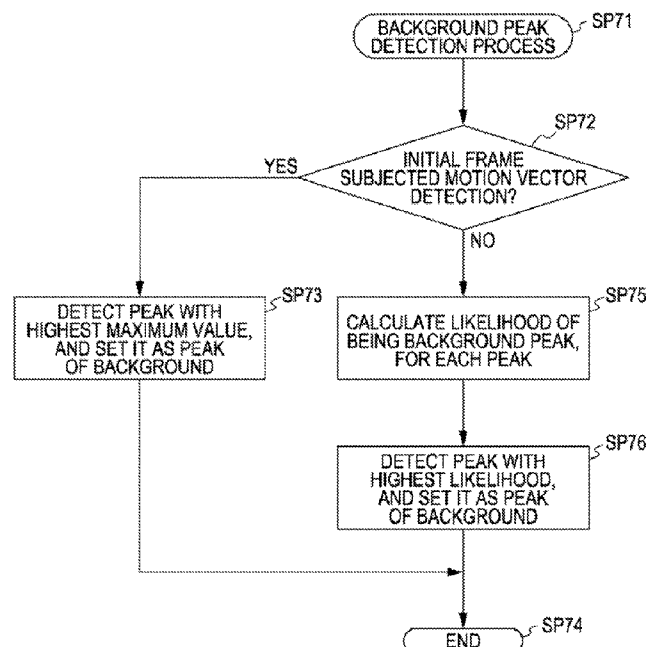 BACKGROUND PEAK
DETECTION PROCESS
SP71
SP72
INITIAL FRAME
SUBJECTED MOTION VECTOR
DETECTION?
YES
NO
SP73
DETECT PEAK WITH
HIGHEST MAXIMUM VALUE,
AND SET IT AS PEAK
OF BACKGROUND
SP75
CALCULATE LIKELIHOOD OF
BEING BACKGROUND PEAK,
FOR EACH PEAK
SP76
DETECT PEAK WITH
HIGHEST LIKELIHOOD,
AND SET IT AS PEAK
OF BACKGROUND
SP74
END